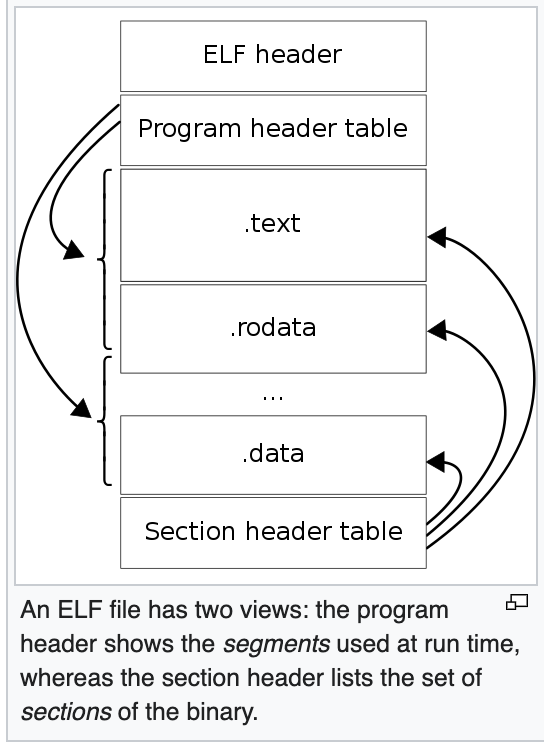 ELF header
Program header table
.text
.rodata
...
.data
Section header table
An ELF file has two views: the program
header shows the segments used at run time,
whereas the section header lists the set of
sections of the binary.